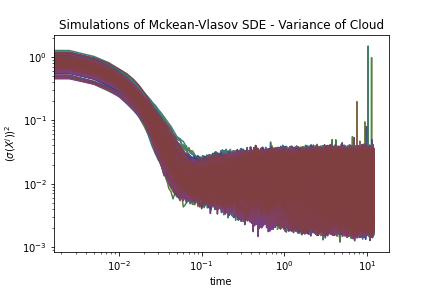 Simulations of Mckean-Vlasov SDE - Variance of Cloud
10⁰
10⁻¹
10⁻²
10⁻³
(σ(Xⁱ))²
10⁻² 10⁻¹ 10⁰ 10¹
time